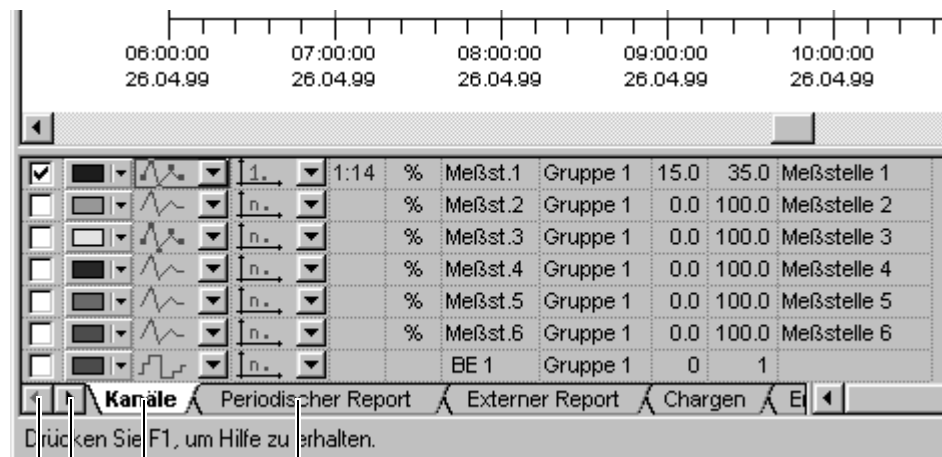 06:00:00 07:00:00 08:00:00 09:00:00 10:00:00
26.04.99 26.04.99 26.04.99 26.04.99 26.04.99
1. 1:14 % Meßst.1 Gruppe 1 15.0 35.0 Meßstelle 1
n. % Meßst.2 Gruppe 1 0.0 100.0 Meßstelle 2
n. % Meßst.3 Gruppe 1 0.0 100.0 Meßstelle 3
n. % Meßst.4 Gruppe 1 0.0 100.0 Meßstelle 4
n. % Meßst.5 Gruppe 1 0.0 100.0 Meßstelle 5
n. % Meßst.6 Gruppe 1 0.0 100.0 Meßstelle 6
n. BE 1 Gruppe 1 0 1
Kanäle Periodischer Report Externer Report Chargen
Drücken Sie F1, um Hilfe zu erhalten.